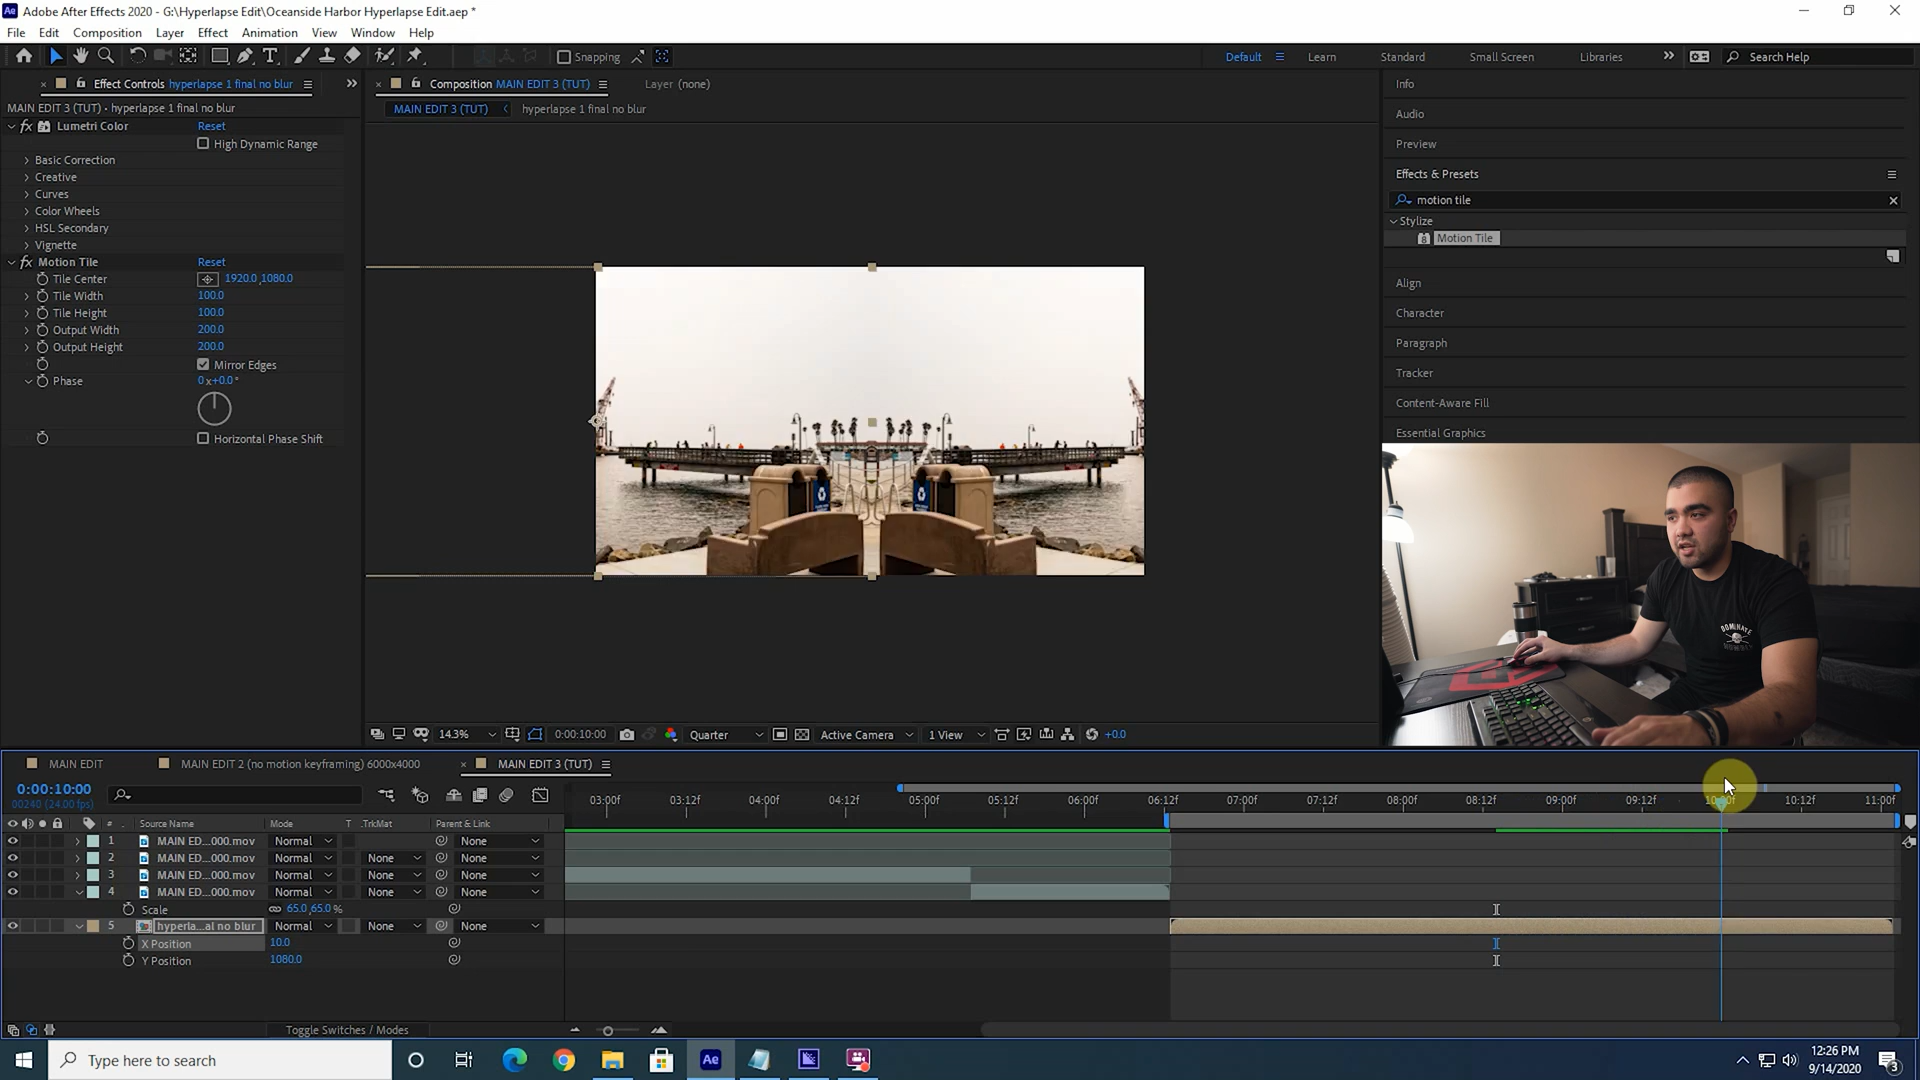 Adobe After Effects 2020 - G:\Hyperlapse Edit\Oceanside Harbor Hyperlapse Edit.aep *
File Edit Composition Layer Effect Animation View Window Help
Snapping
Default Learn Standard Small Screen Libraries Search Help
Effect Controls hyperlapse 1 final no blur
Composition MAIN EDIT 3 (TUT) Layer (none)
MAIN EDIT 3 (TUT) • hyperlapse 1 final no blur
MAIN EDIT 3 (TUT) hyperlapse 1 final no blur
fx Lumetri Color Reset
High Dynamic Range
Basic Correction
Creative
Curves
Color Wheels
HSL Secondary
Vignette
fx Motion Tile Reset
Tile Center 1920.0, 1080.0
Tile Width 100.0
Tile Height 100.0
Output Width 200.0
Output Height 200.0
Mirror Edges
Phase 0x+0.0°
Horizontal Phase Shift
Info
Audio
Preview
Effects & Presets
motion tile
Stylize
Motion Tile
Align
Character
Paragraph
Tracker
Content-Aware Fill
Essential Graphics
DOMINATE
14.3% 0:00:10:00 Quarter Active Camera 1 View +0.0
MAIN EDIT MAIN EDIT 2 (no motion keyframing) 6000x4000 MAIN EDIT 3 (TUT)
0:00:10:00
00240 (24.00 fps)
03:00f 03:12f 04:00f 04:12f 05:00f 05:12f 06:00f 06:12f 07:00f 07:12f 08:00f 08:12f 09:00f 09:12f 10:00f 10:12f 11:00f
# Source Name Mode T .TrkMat Parent & Link
1 MAIN ED...000.mov Normal None
2 MAIN ED...000.mov Normal None None
3 MAIN ED...000.mov Normal None None
4 MAIN ED...000.mov Normal None None
Scale 65.0,65.0%
5 hyperla...al no blur Normal None None
X Position 10.0
Y Position 1080.0
Toggle Switches / Modes
Type here to search
Ae
12:26 PM
9/14/2020
3